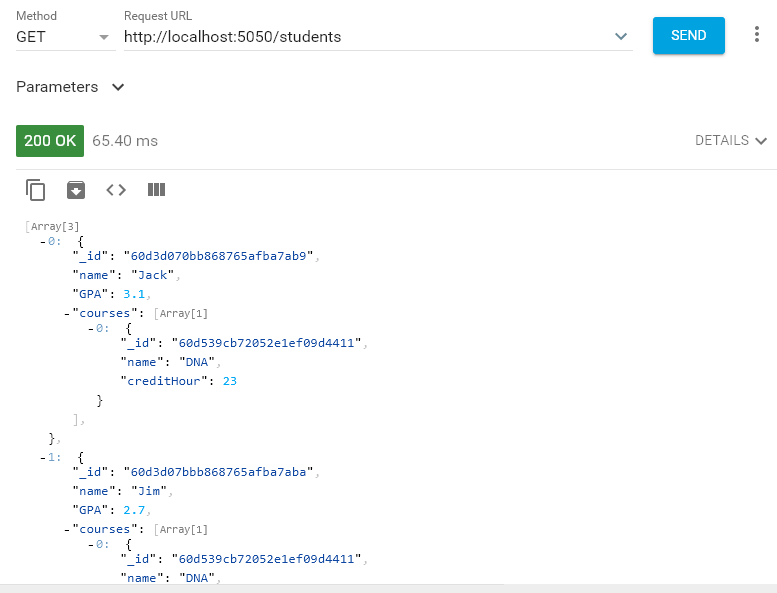 Method
Request URL
GET
http://localhost:5050/students
SEND
Parameters
200 OK
65.40 ms
DETAILS
[Array[3]
-0: {
"_id": "60d3d070bb868765afba7ab9",
"name": "Jack",
"GPA": 3.1,
-"courses": [Array[1]
-0: {
"_id": "60d539cb72052e1ef09d4411",
"name": "DNA",
"creditHour": 23
}
],
},
-1: {
"_id": "60d3d07bbb868765afba7aba",
"name": "Jim",
"GPA": 2.7,
-"courses": [Array[1]
-0: {
"_id": "60d539cb72052e1ef09d4411",
"name": "DNA",